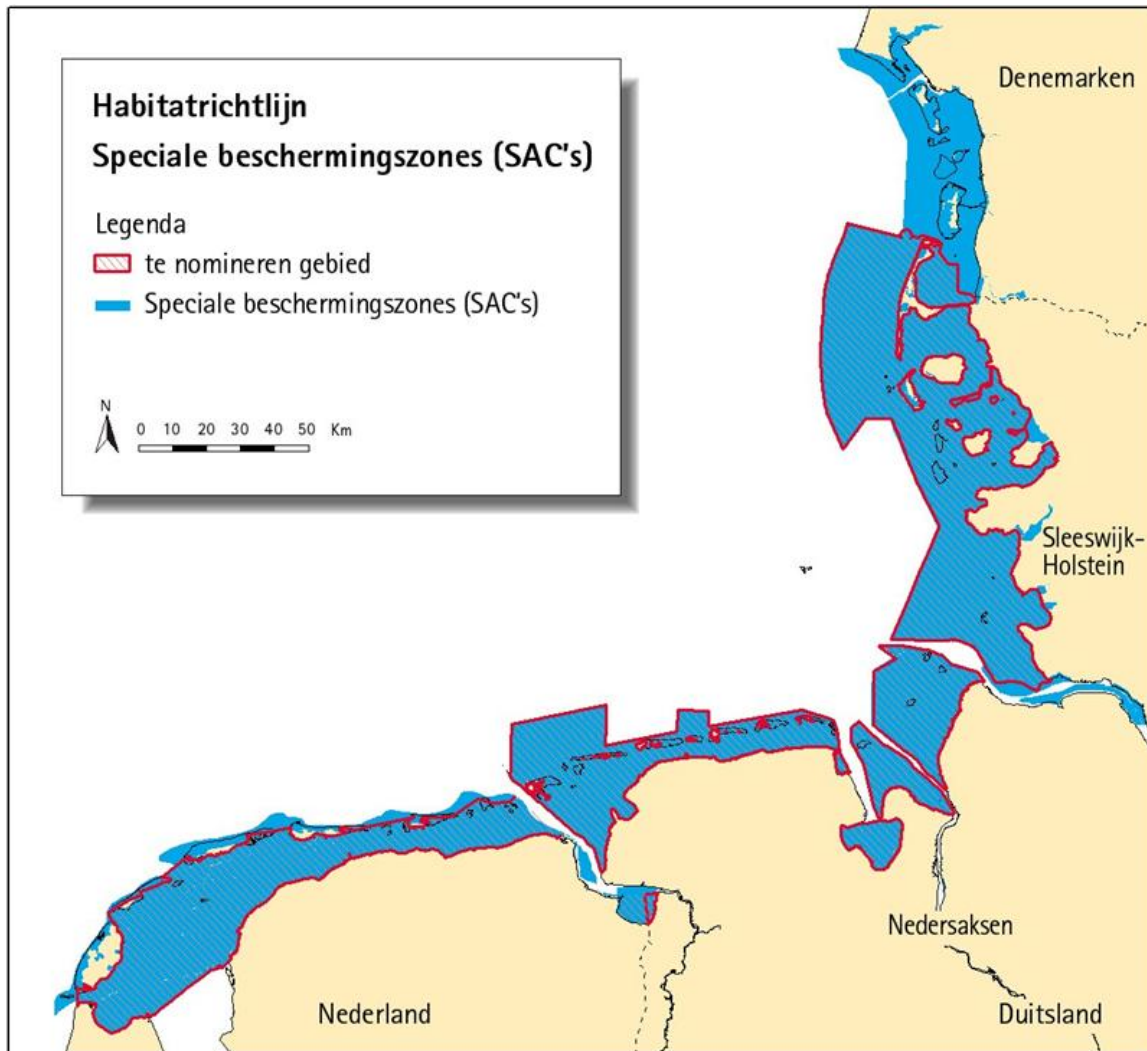 Habitatrichtlijn
Speciale beschermingszones (SAC's)
Legenda
te nomineren gebied
Speciale beschermingszones (SAC's)
N
0 10 20 30 40 50 Km
Denemarken
Sleeswijk-
Holstein
Nedersaksen
Nederland
Duitsland